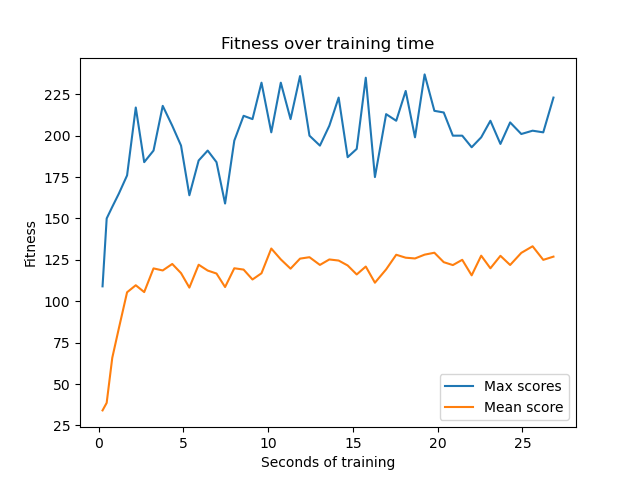 Fitness over training time
Fitness
225
200
175
150
125
100
75
50
25
Max scores
Mean score
0 5 10 15 20 25
Seconds of training